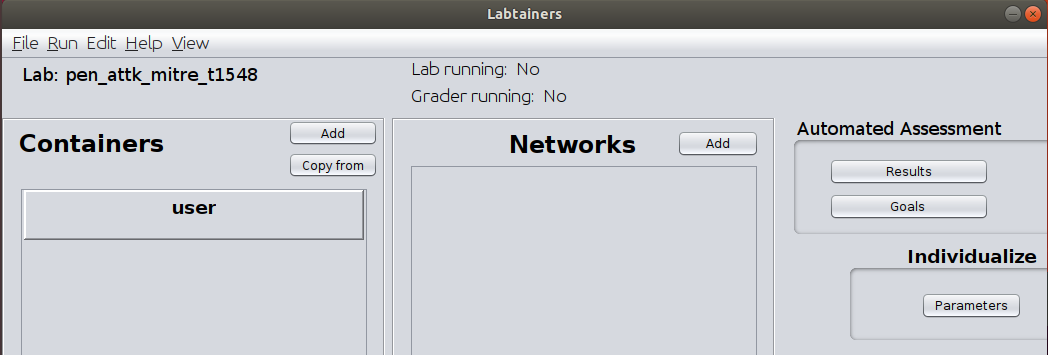 Labtainers
File Run Edit Help View
Lab: pen_attk_mitre_t1548
Lab running: No
Grader running: No
Containers
Add
Copy from
user
Networks
Add
Automated Assessment
Results
Goals
Individualize
Parameters